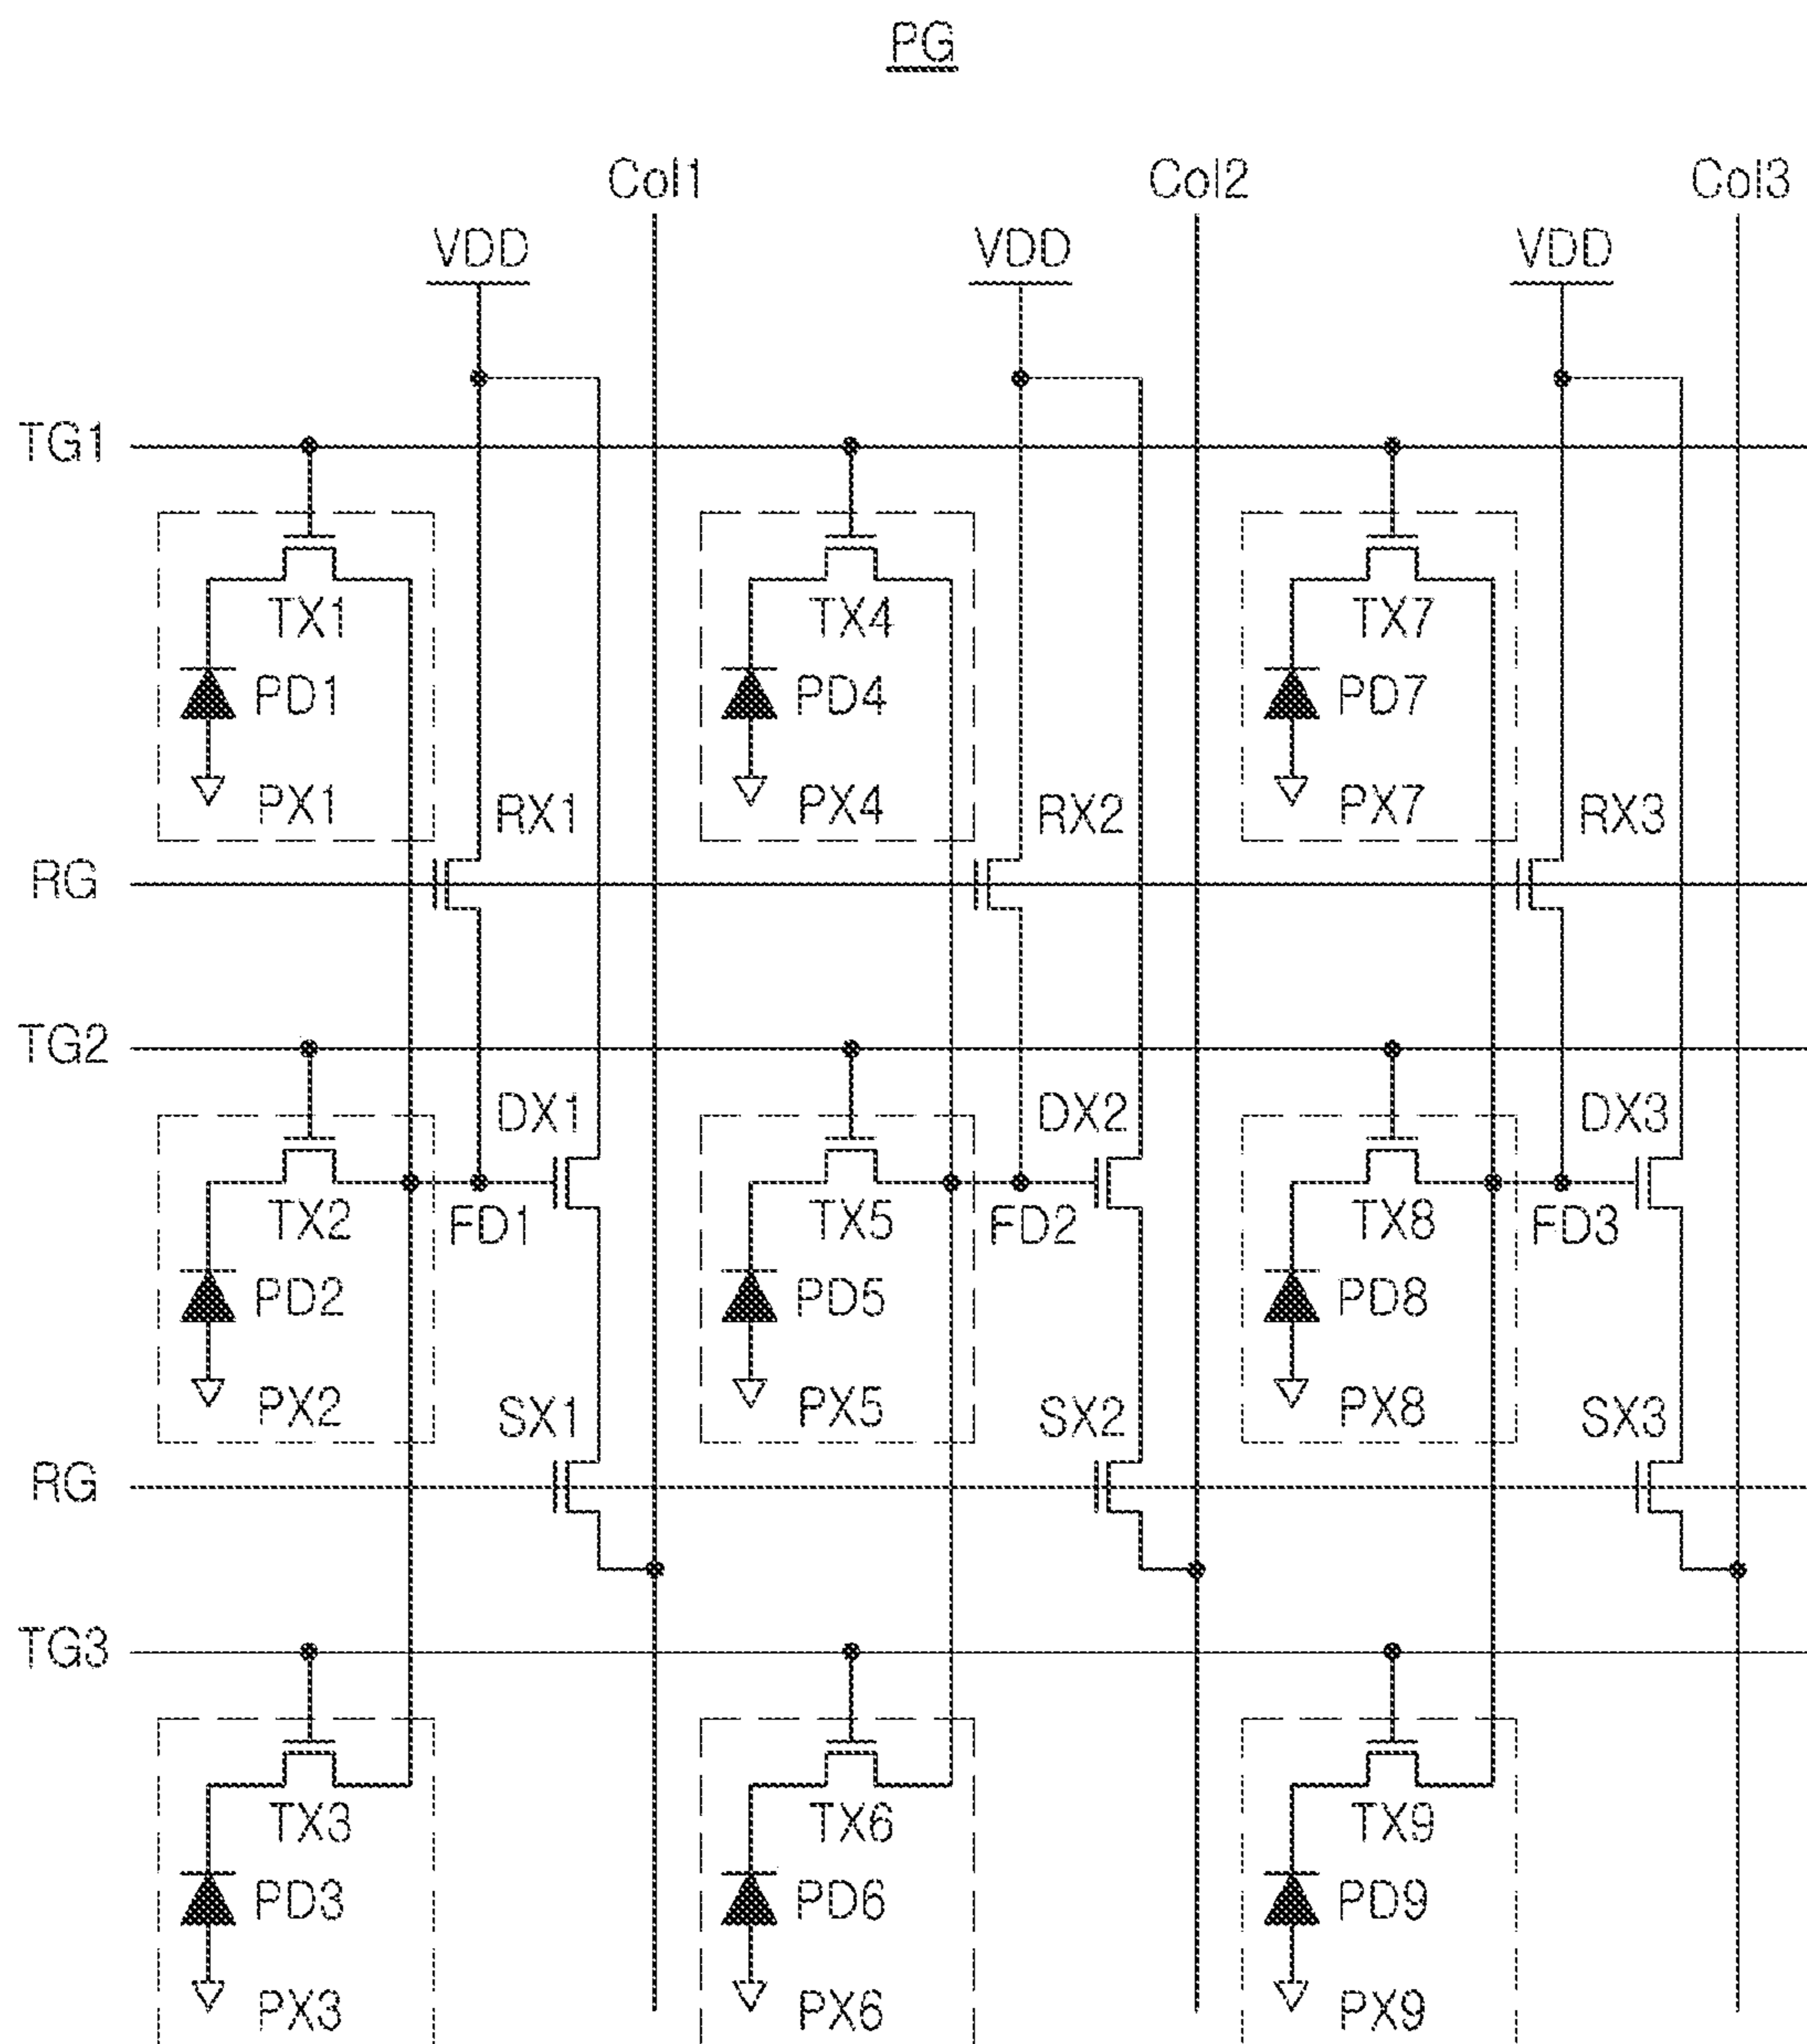 PG
Col1 Col2 Col3
VDD VDD VDD
TG1
TX1 TX4 TX7
PD1 PD4 PD7
PX1 RX1 PX4 RX2 PX7 RX3
RG
TG2
DX1 DX2 DX3
TX2 FD1 TX5 FD2 TX8 FD3
PD2 PD5 PD8
PX2 SX1 PX5 SX2 PX8 SX3
RG
TG3
TX3 TX6 TX9
PD3 PD6 PD9
PX3 PX6 PX9